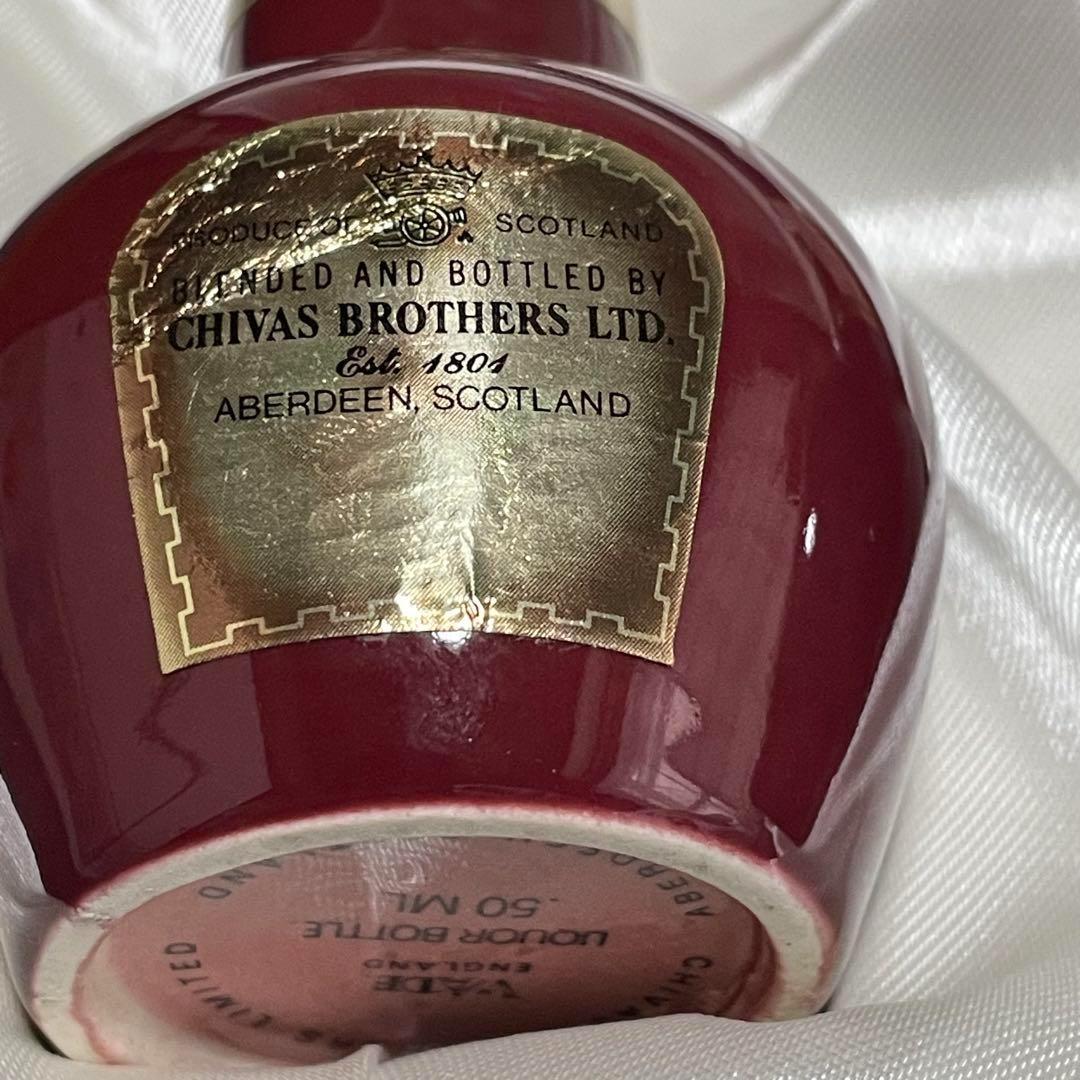 PRODUCE OF SCOTLAND
BLENDED AND BOTTLED BY
CHIVAS BROTHERS LTD.
Est. 1801
ABERDEEN, SCOTLAND
WADE
ENGLAND
LIQUOR BOTTLE
.50 ML
LIMITED